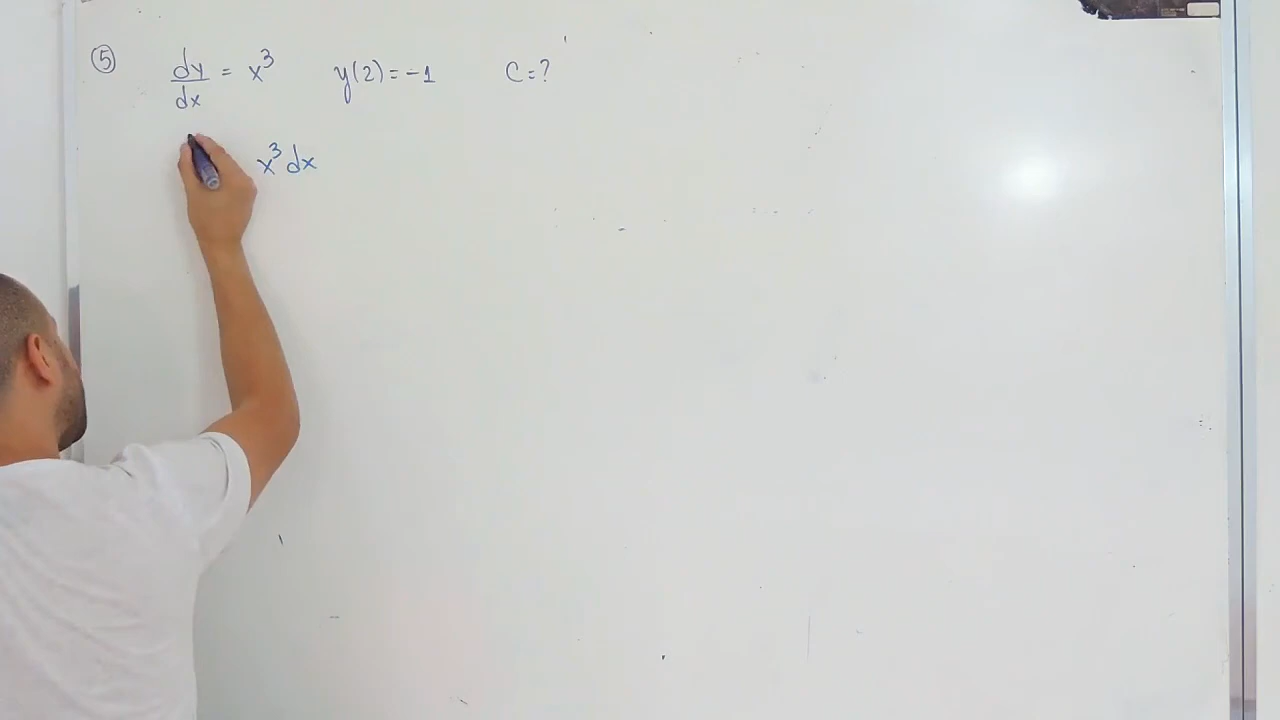 ⑤ dy/dx = x³ y(2) = -1 C = ?
x³ dx